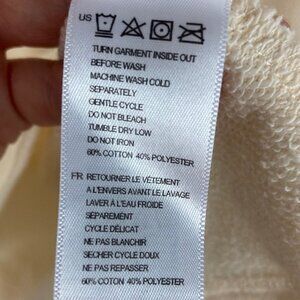 US
TURN GARMENT INSIDE OUT
BEFORE WASH
MACHINE WASH COLD
SEPARATELY
GENTLE CYCLE
DO NOT BLEACH
TUMBLE DRY LOW
DO NOT IRON
60% COTTON 40% POLYESTER
FR RETOURNER LE VÊTEMENT
A L'ENVERS AVANT LE LAVAGE
LAVER À L'EAU FROIDE
SÉPARÉMENT
CYCLE DÉLICAT
NE PAS BLANCHIR
SECHER CYCLE DOUX
NE PAS REPASSER
60% COTTON 40% POLYESTER